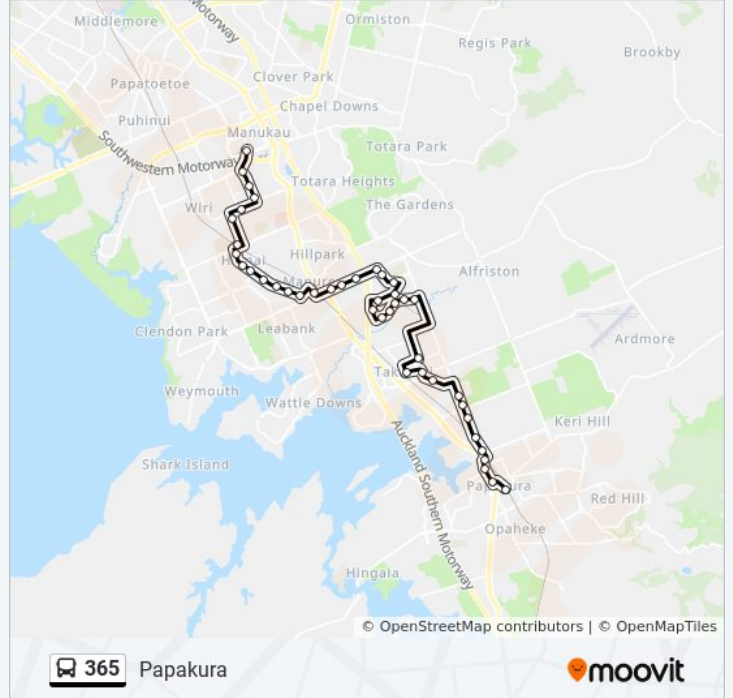 Middlemore
Motorway
Ormiston
Regis Park
Brookby
Clover Park
Papatoetoe
Chapel Downs
Puhinui
Manukau
Totara Park
Southwestern Motorway
Totara Heights
Wiri
The Gardens
Hillpark
Alfriston
Clendon Park
Leabank
Ardmore
Weymouth
Wattle Downs
Keri Hill
Auckland Southern Motorway
Shark Island
Red Hill
Opaheke
Hingaia
© OpenStreetMap contributors | © OpenMapTiles
365 Papakura
moovit